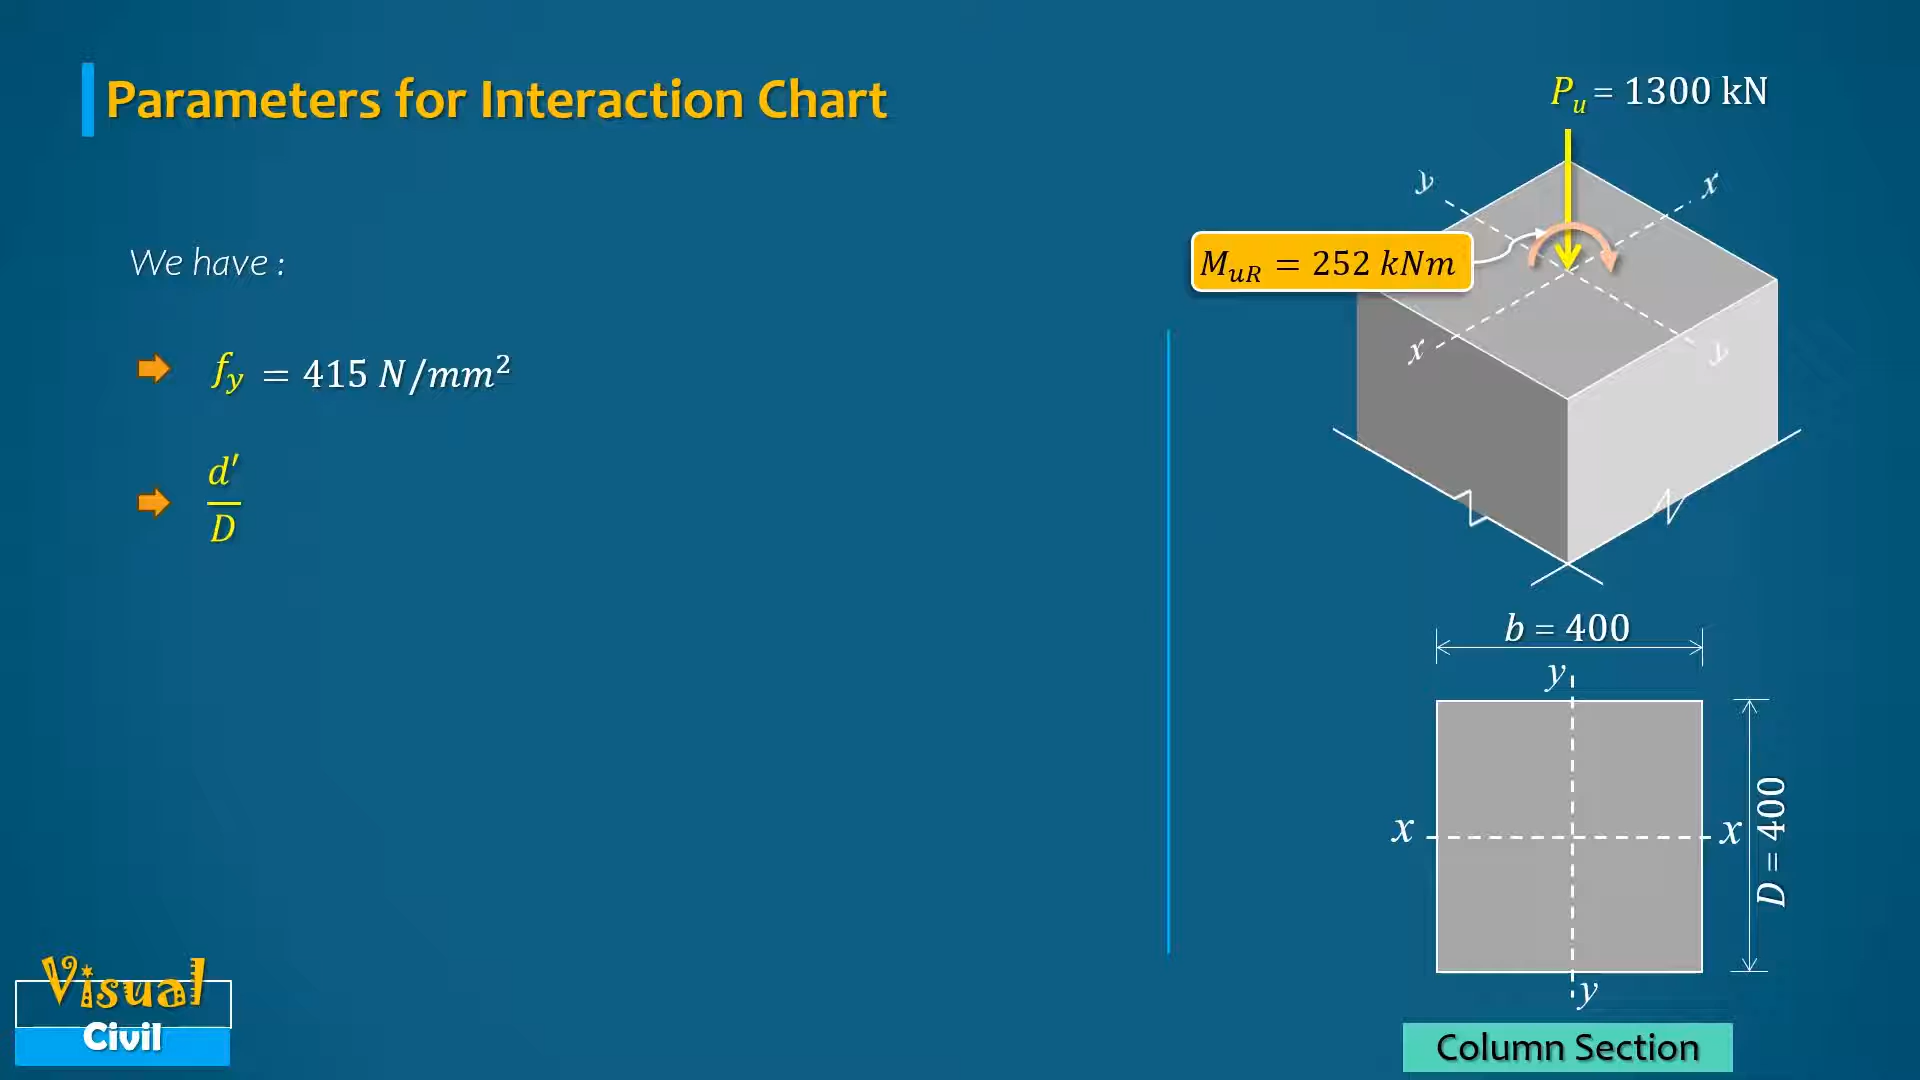 Parameters for Interaction Chart
P_u = 1300 kN
y
x
We have :
M_uR = 252 kNm
x
y
f_y = 415 N/mm²
d′
D
b = 400
y
x
x
D = 400
y
Visual
Civil
Column Section